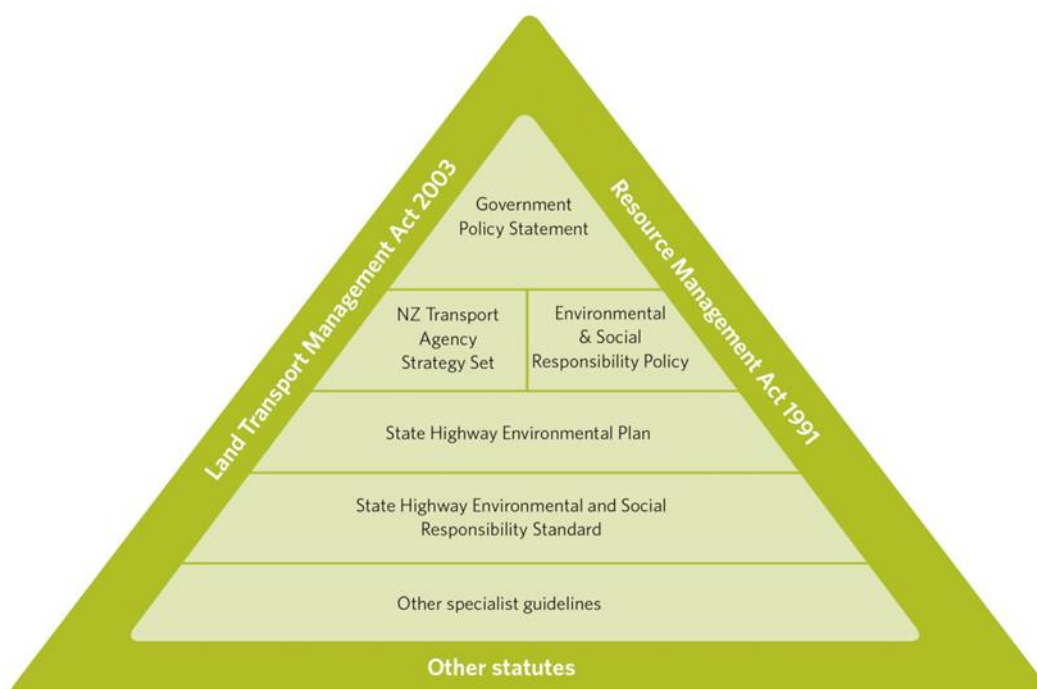 Land Transport Management Act 2003
Resource Management Act 1991
Government
Policy Statement
NZ Transport
Agency
Strategy Set
Environmental
& Social
Responsibility Policy
State Highway Environmental Plan
State Highway Environmental and Social
Responsibility Standard
Other specialist guidelines
Other statutes